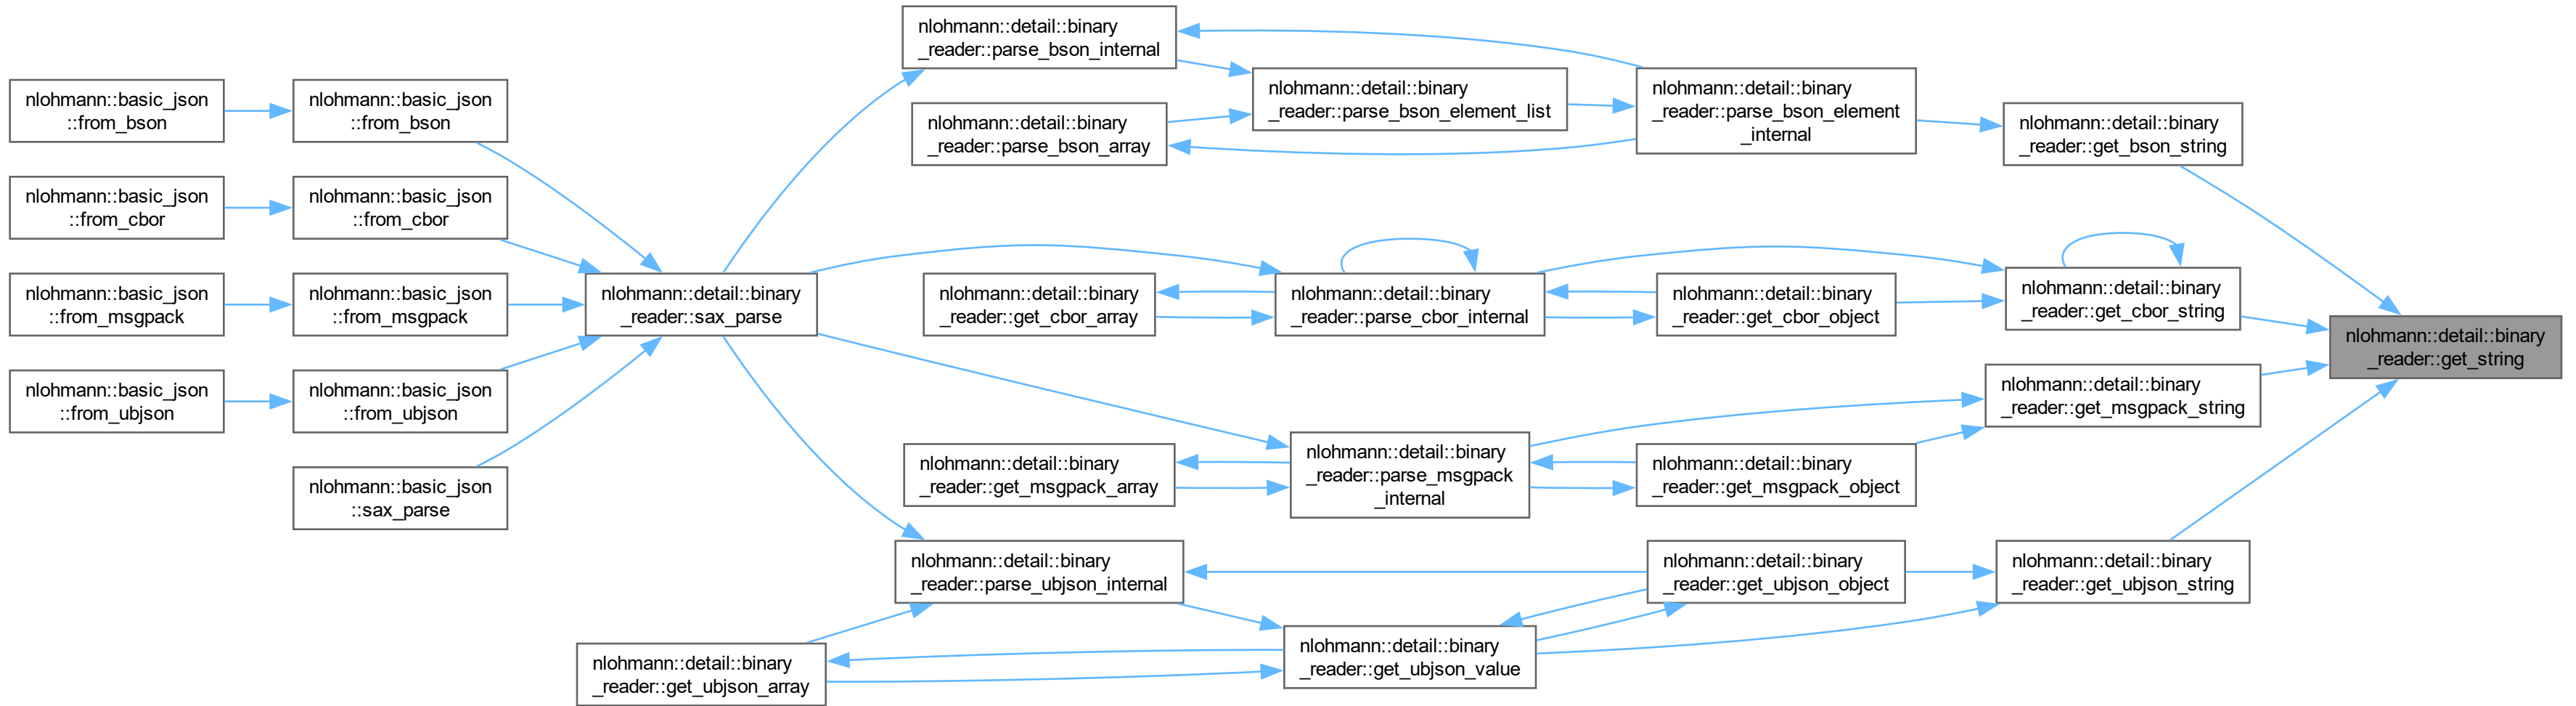 nlohmann::detail::binary
_reader::parse_bson_internal
nlohmann::basic_json
::from_bson
nlohmann::basic_json
::from_bson
nlohmann::detail::binary
_reader::parse_bson_element_list
nlohmann::detail::binary
_reader::parse_bson_element
_internal
nlohmann::detail::binary
_reader::parse_bson_array
nlohmann::detail::binary
_reader::get_bson_string
nlohmann::basic_json
::from_cbor
nlohmann::basic_json
::from_cbor
nlohmann::basic_json
::from_msgpack
nlohmann::basic_json
::from_msgpack
nlohmann::detail::binary
_reader::sax_parse
nlohmann::detail::binary
_reader::get_cbor_array
nlohmann::detail::binary
_reader::parse_cbor_internal
nlohmann::detail::binary
_reader::get_cbor_object
nlohmann::detail::binary
_reader::get_cbor_string
nlohmann::detail::binary
_reader::get_string
nlohmann::basic_json
::from_ubjson
nlohmann::basic_json
::from_ubjson
nlohmann::detail::binary
_reader::get_msgpack_string
nlohmann::basic_json
::sax_parse
nlohmann::detail::binary
_reader::get_msgpack_array
nlohmann::detail::binary
_reader::parse_msgpack
_internal
nlohmann::detail::binary
_reader::get_msgpack_object
nlohmann::detail::binary
_reader::parse_ubjson_internal
nlohmann::detail::binary
_reader::get_ubjson_object
nlohmann::detail::binary
_reader::get_ubjson_string
nlohmann::detail::binary
_reader::get_ubjson_array
nlohmann::detail::binary
_reader::get_ubjson_value